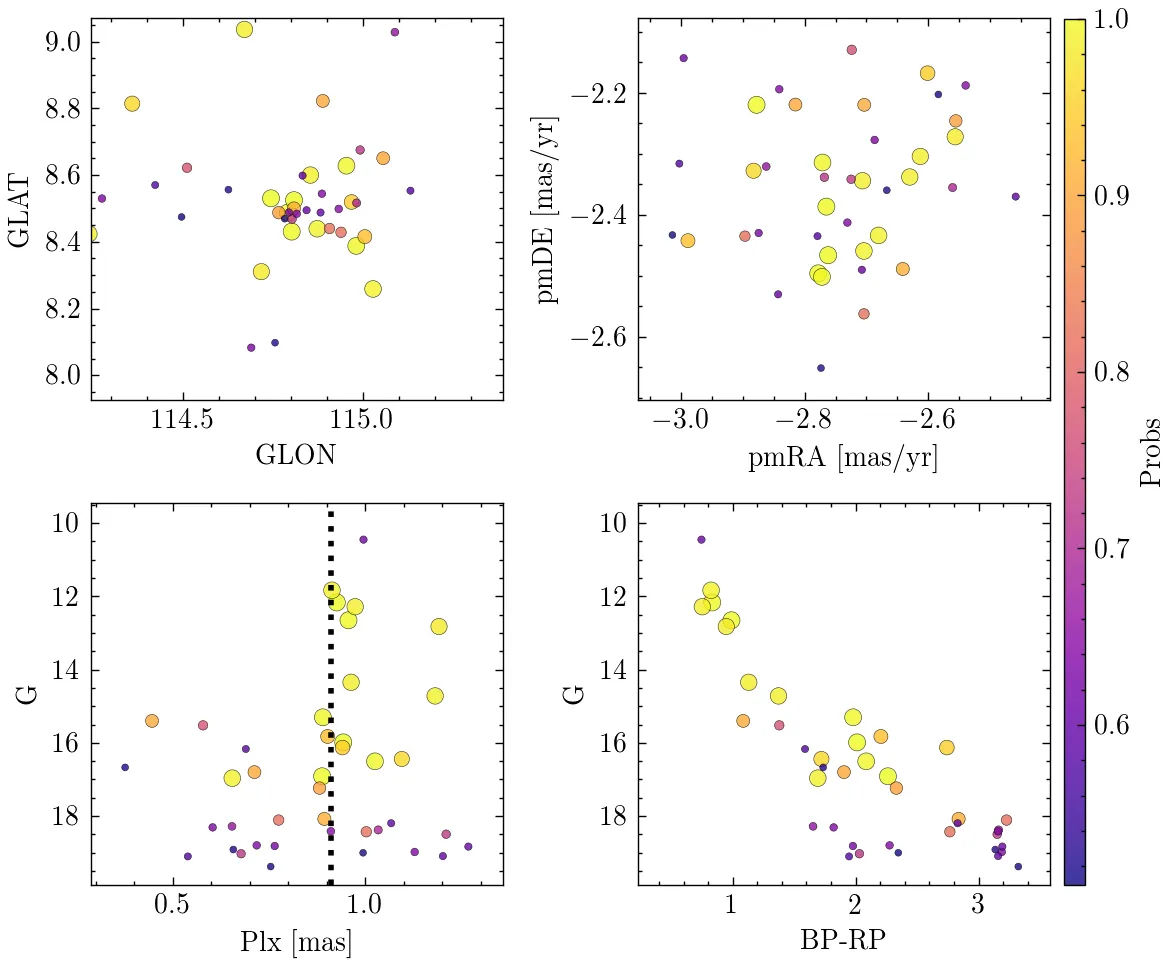 9.0
8.8
8.6
8.4
8.2
8.0
GLAT
114.5 115.0
GLON
−2.2
−2.4
−2.6
pmDE [mas/yr]
−3.0 −2.8 −2.6
pmRA [mas/yr]
10
12
14
16
18
G
0.5 1.0
Plx [mas]
10
12
14
16
18
G
1 2 3
BP-RP
1.0
0.9
0.8
0.7
0.6
Probs